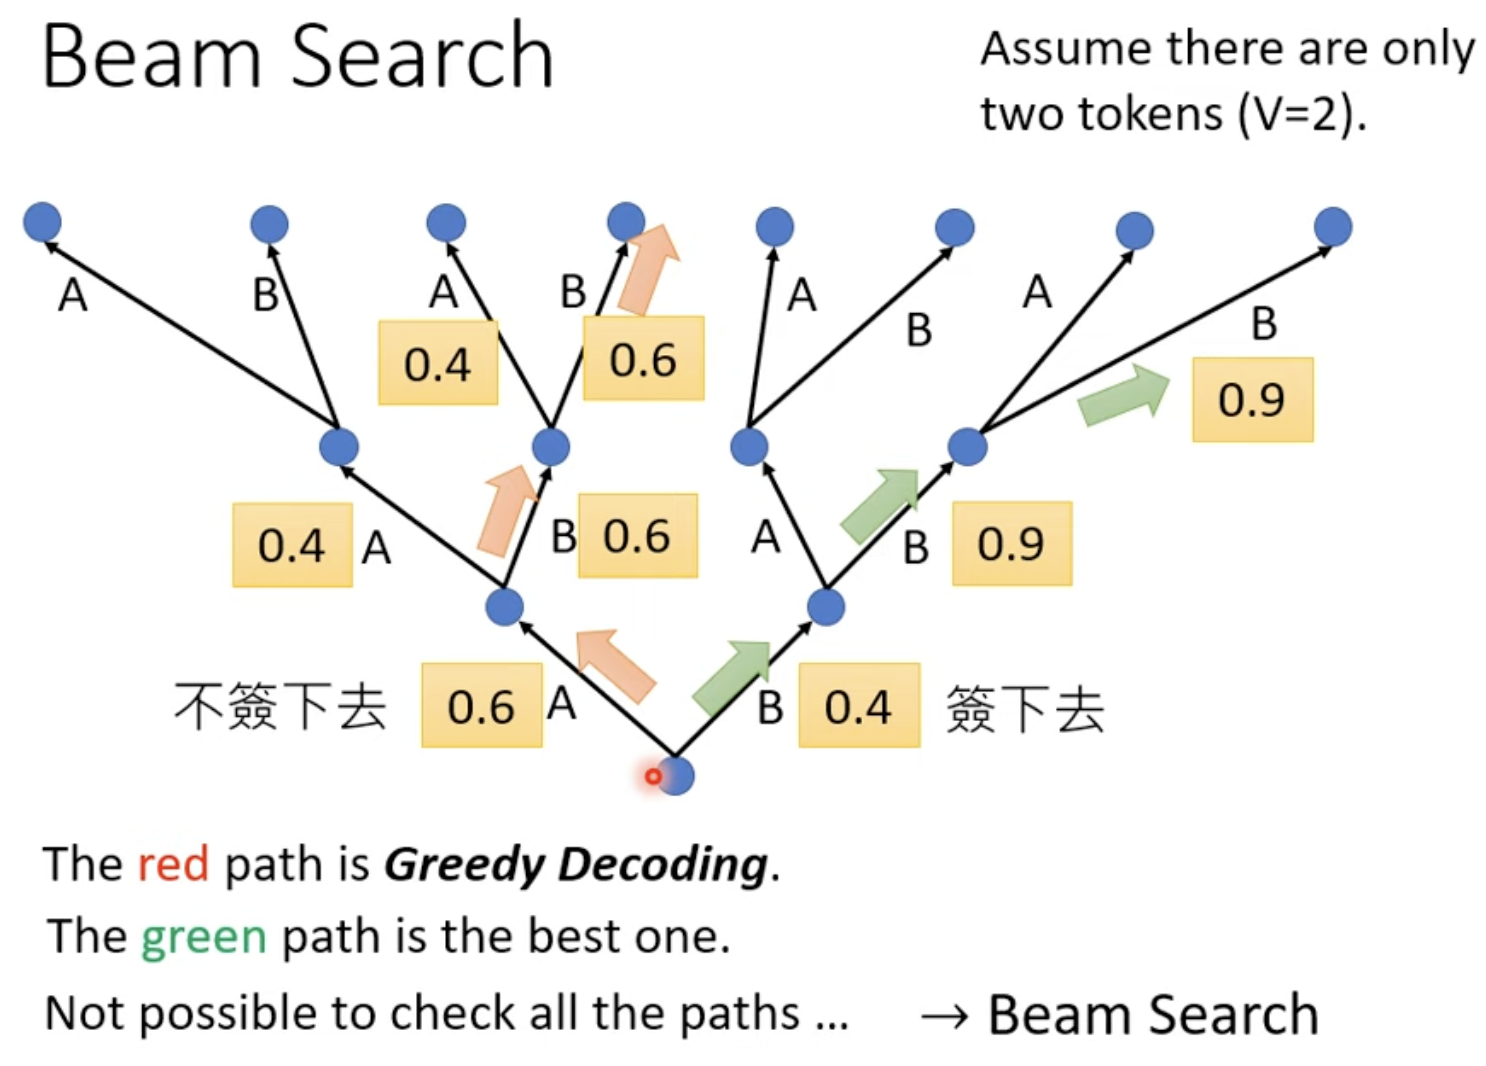 Beam Search
Assume there are only
two tokens (V=2).
A
B
A
B
A
B
A
B
0.4
0.6
0.9
0.4
A
B
0.6
A
B
0.9
不簽下去
0.6
A
B
0.4
簽下去
The red path is Greedy Decoding.
The green path is the best one.
Not possible to check all the paths ...
→ Beam Search